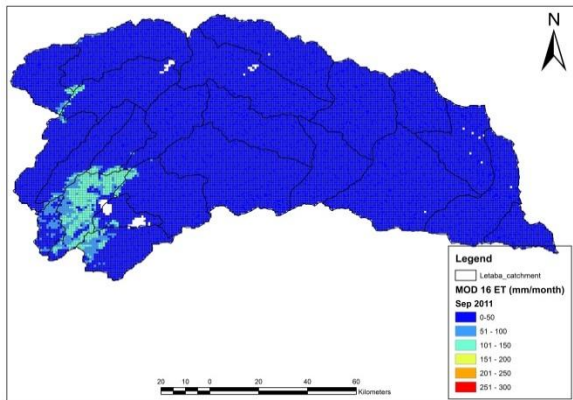 N
Legend
Letaba_catchment
MOD 16 ET (mm/month)
Sep 2011
0-50
51 - 100
101 - 150
151 - 200
201 - 250
251 - 300
20 10 0 20 40 60
Kilometers